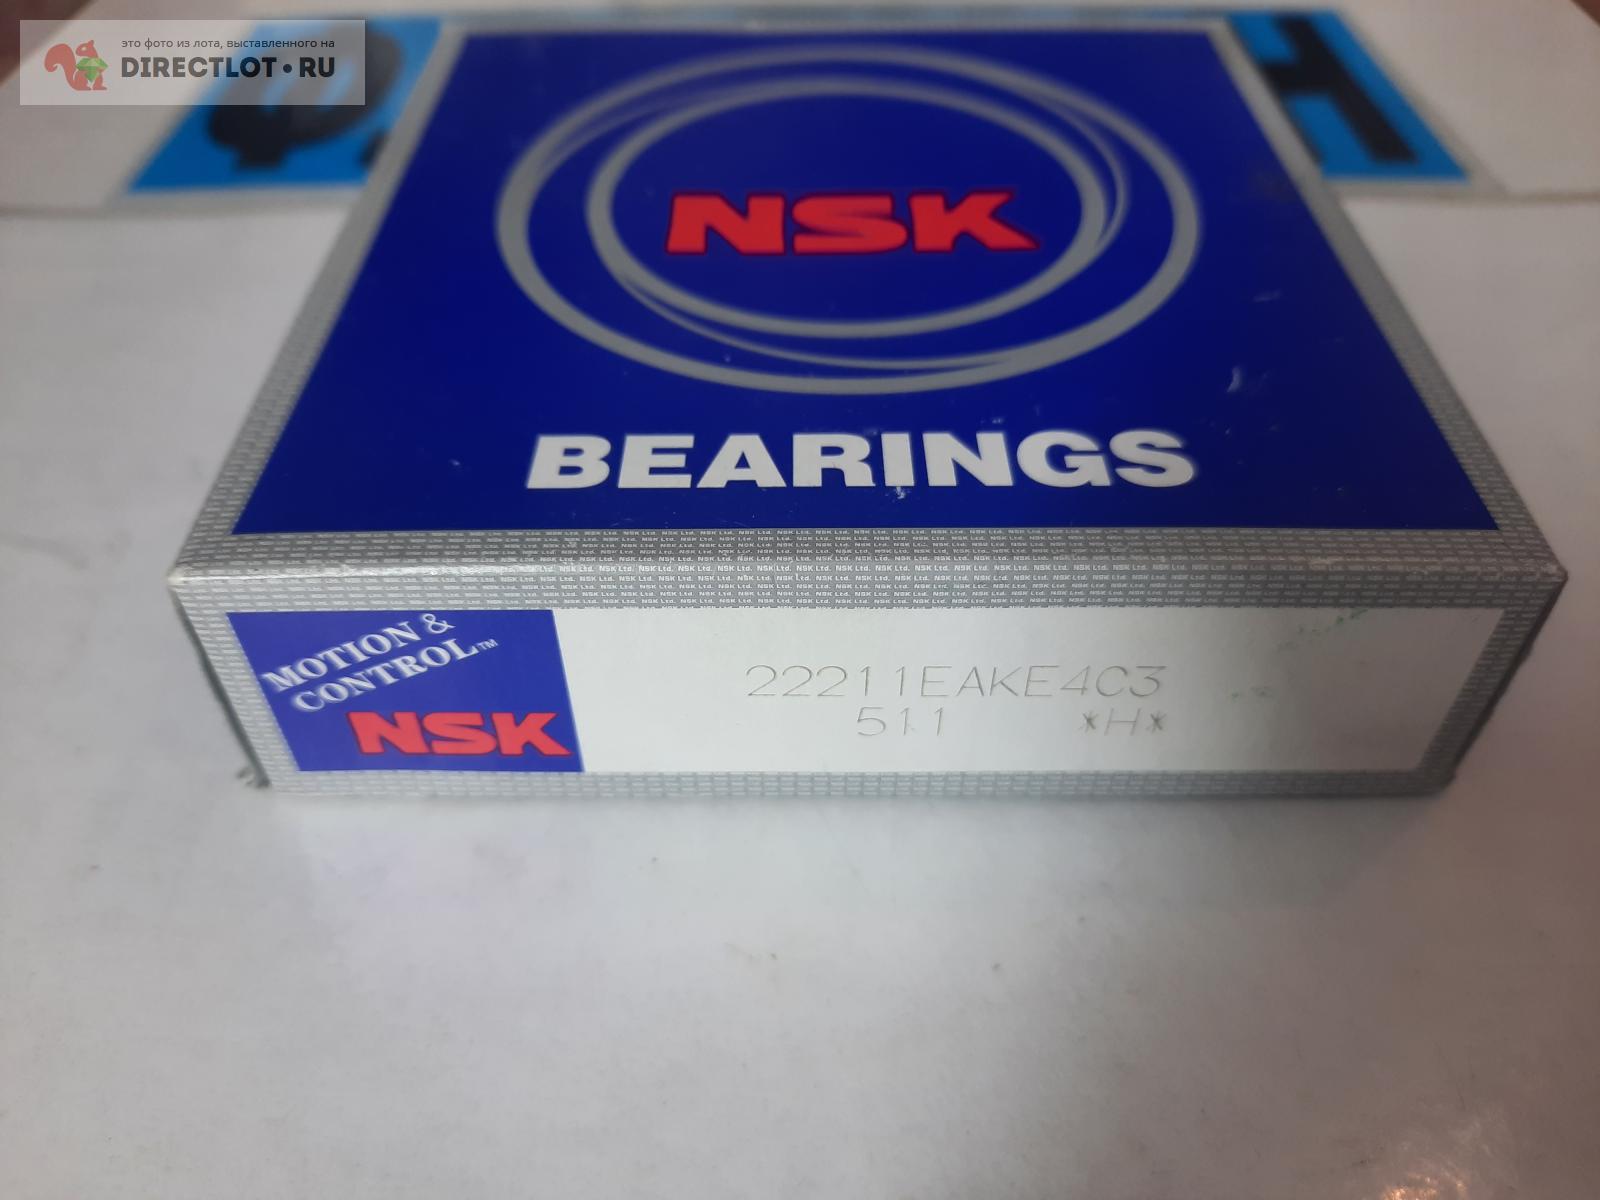 это фото из лота, выставленного на
DIRECTLOT•RU
NSK
BEARINGS
MOTION &
CONTROL™
NSK
22211EAKE4C3
511 *H*